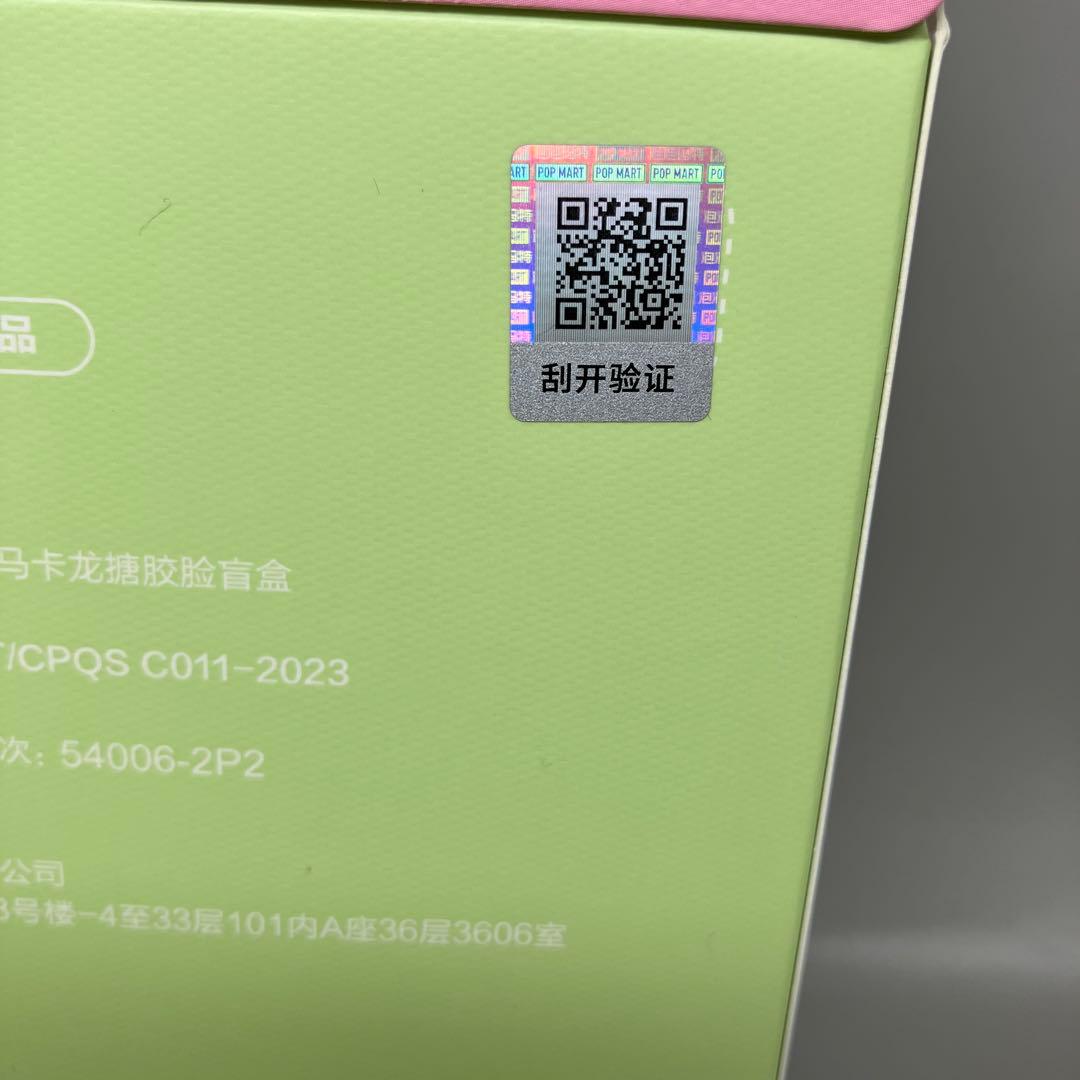 POP MART POP MART POP MART
刮开验证
品
马卡龙搪胶脸盲盒
T/CPQS C011-2023
次: 54006-2P2
公司
号楼-4至33层101内A座36层3606室